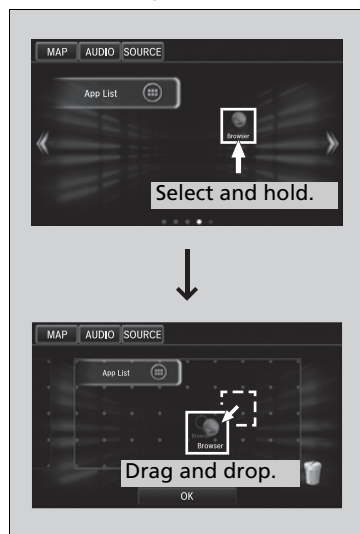 MAP AUDIO SOURCE
App List
Browser
Select and hold.
MAP AUDIO SOURCE
App List
Browser
Browser
Drag and drop.
OK